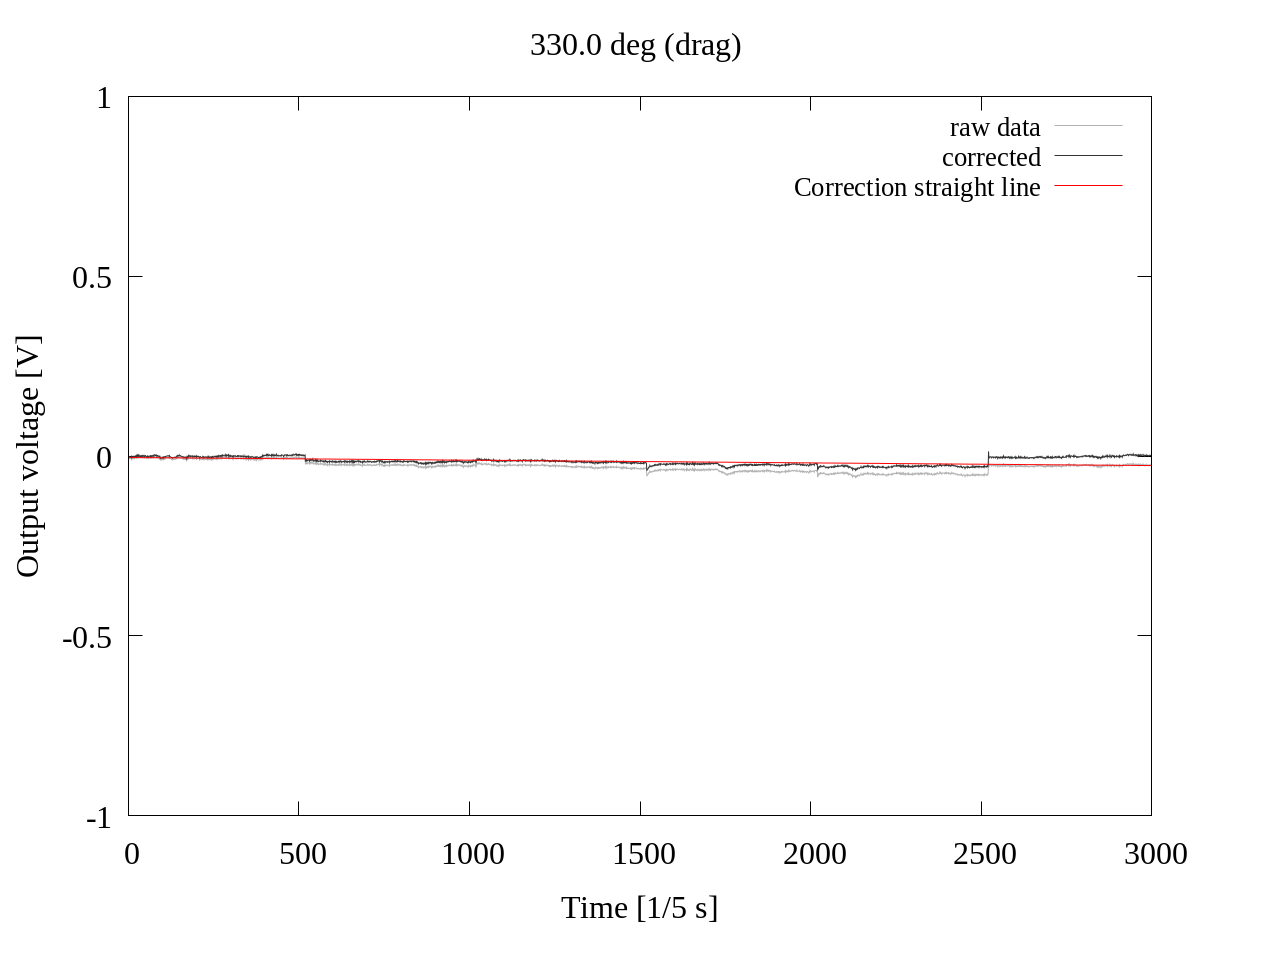 330.0 deg (drag)
raw data
corrected
Correction straight line
1
0.5
0
-0.5
-1
Output voltage [V]
0 500 1000 1500 2000 2500 3000
Time [1/5 s]